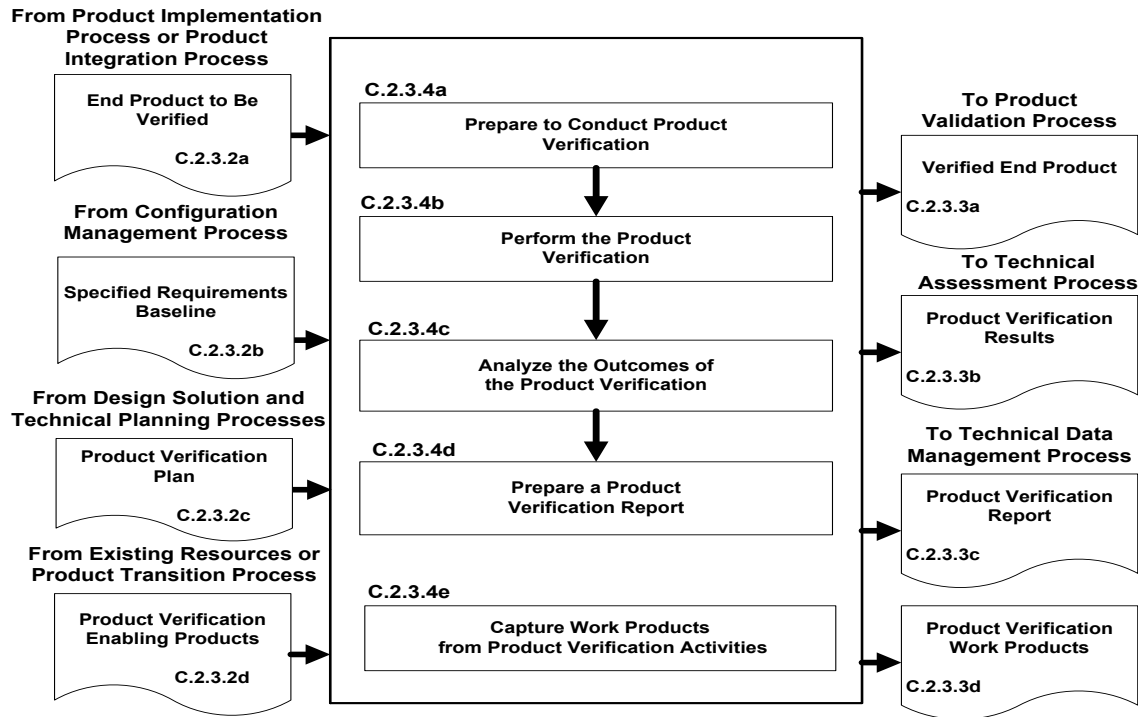 From Product Implementation
Process or Product
Integration Process
End Product to Be
Verified
C.2.3.2a
From Configuration
Management Process
Specified Requirements
Baseline
C.2.3.2b
From Design Solution and
Technical Planning Processes
Product Verification
Plan
C.2.3.2c
From Existing Resources or
Product Transition Process
Product Verification
Enabling Products
C.2.3.2d
C.2.3.4a
Prepare to Conduct Product
Verification
C.2.3.4b
Perform the Product
Verification
C.2.3.4c
Analyze the Outcomes of
the Product Verification
C.2.3.4d
Prepare a Product
Verification Report
C.2.3.4e
Capture Work Products
from Product Verification Activities
To Product
Validation Process
Verified End Product
C.2.3.3a
To Technical
Assessment Process
Product Verification
Results
C.2.3.3b
To Technical Data
Management Process
Product Verification
Report
C.2.3.3c
Product Verification
Work Products
C.2.3.3d